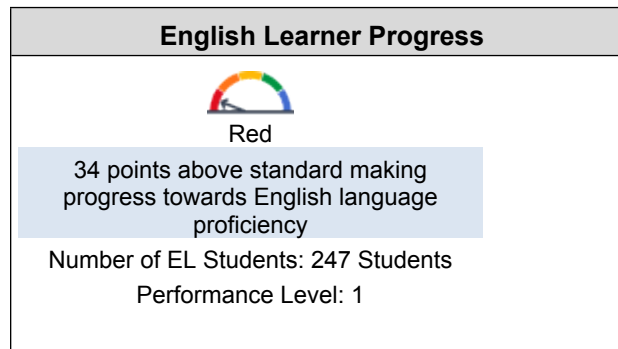 English Learner Progress
Red
34 points above standard making
progress towards English language
proficiency
Number of EL Students: 247 Students
Performance Level: 1